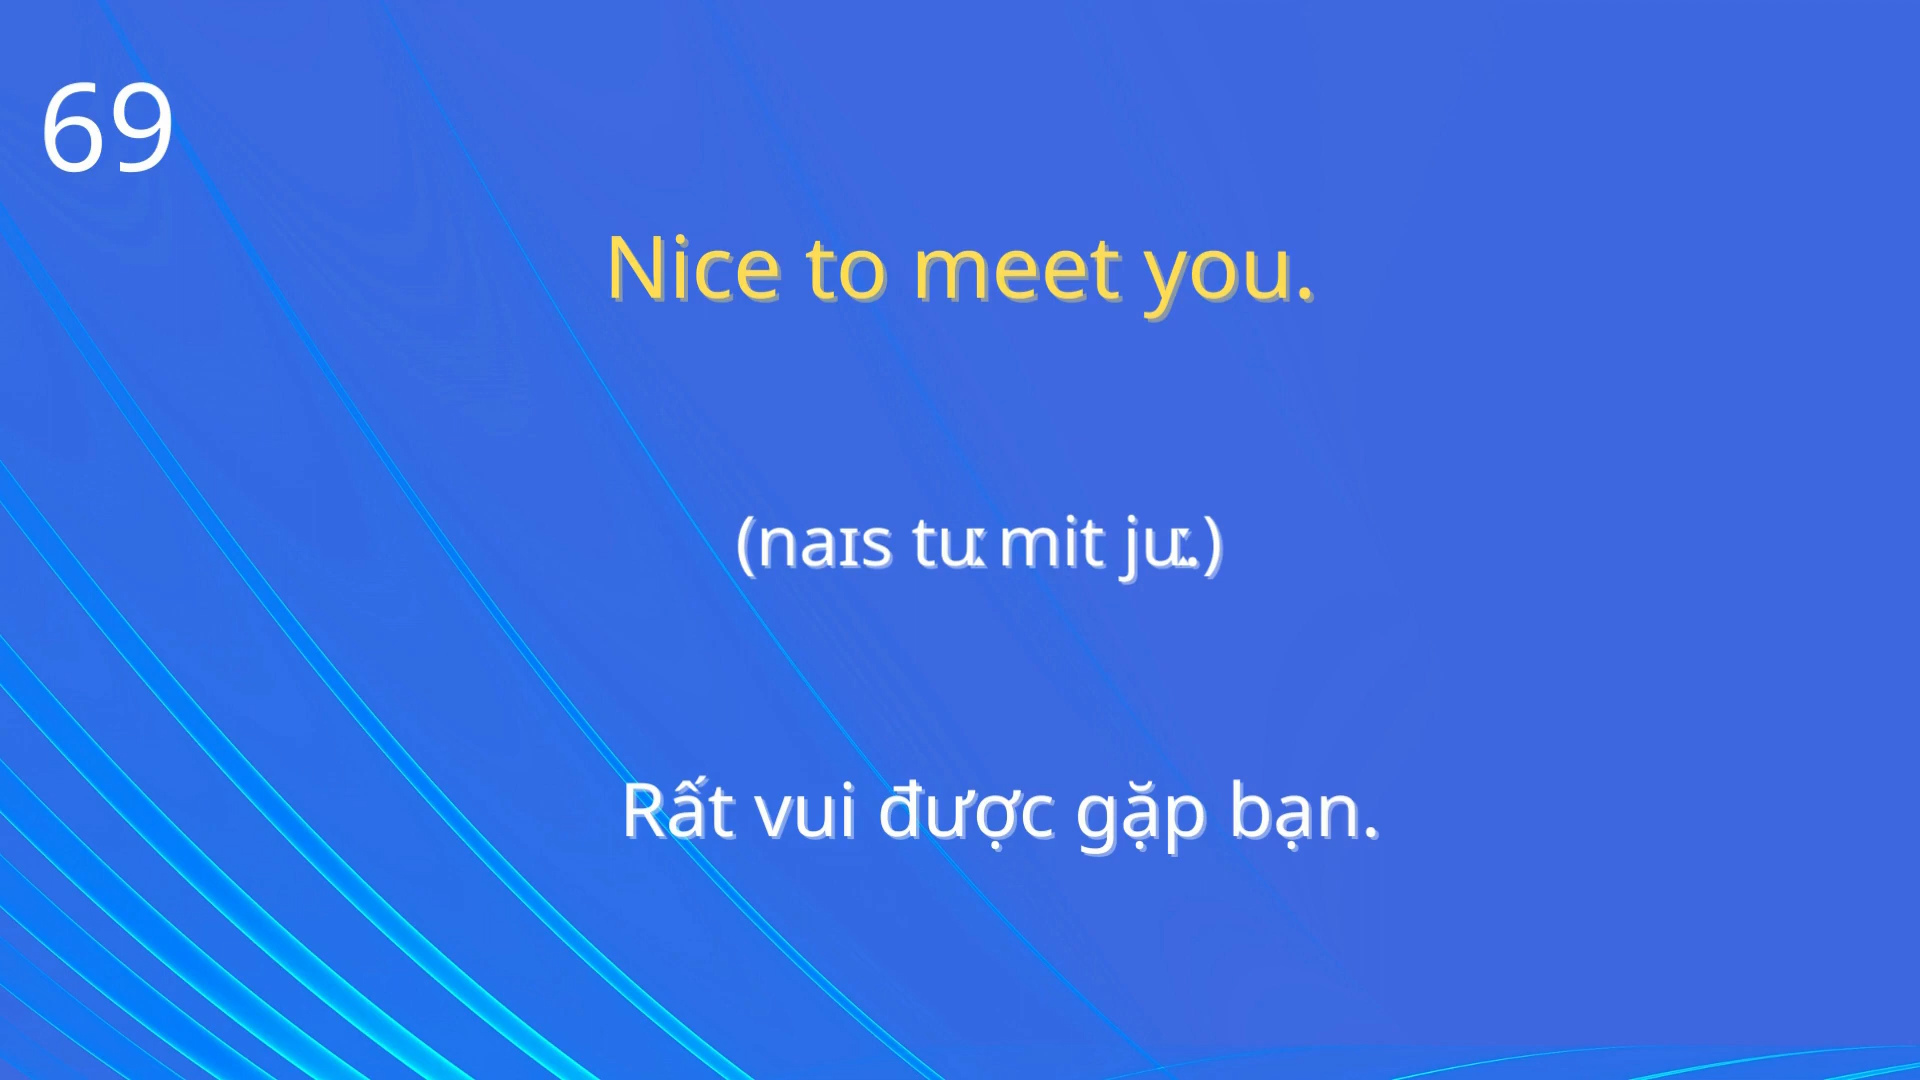 69
Nice to meet you.
(naɪs tuː mit juː.)
Rất vui được gặp bạn.